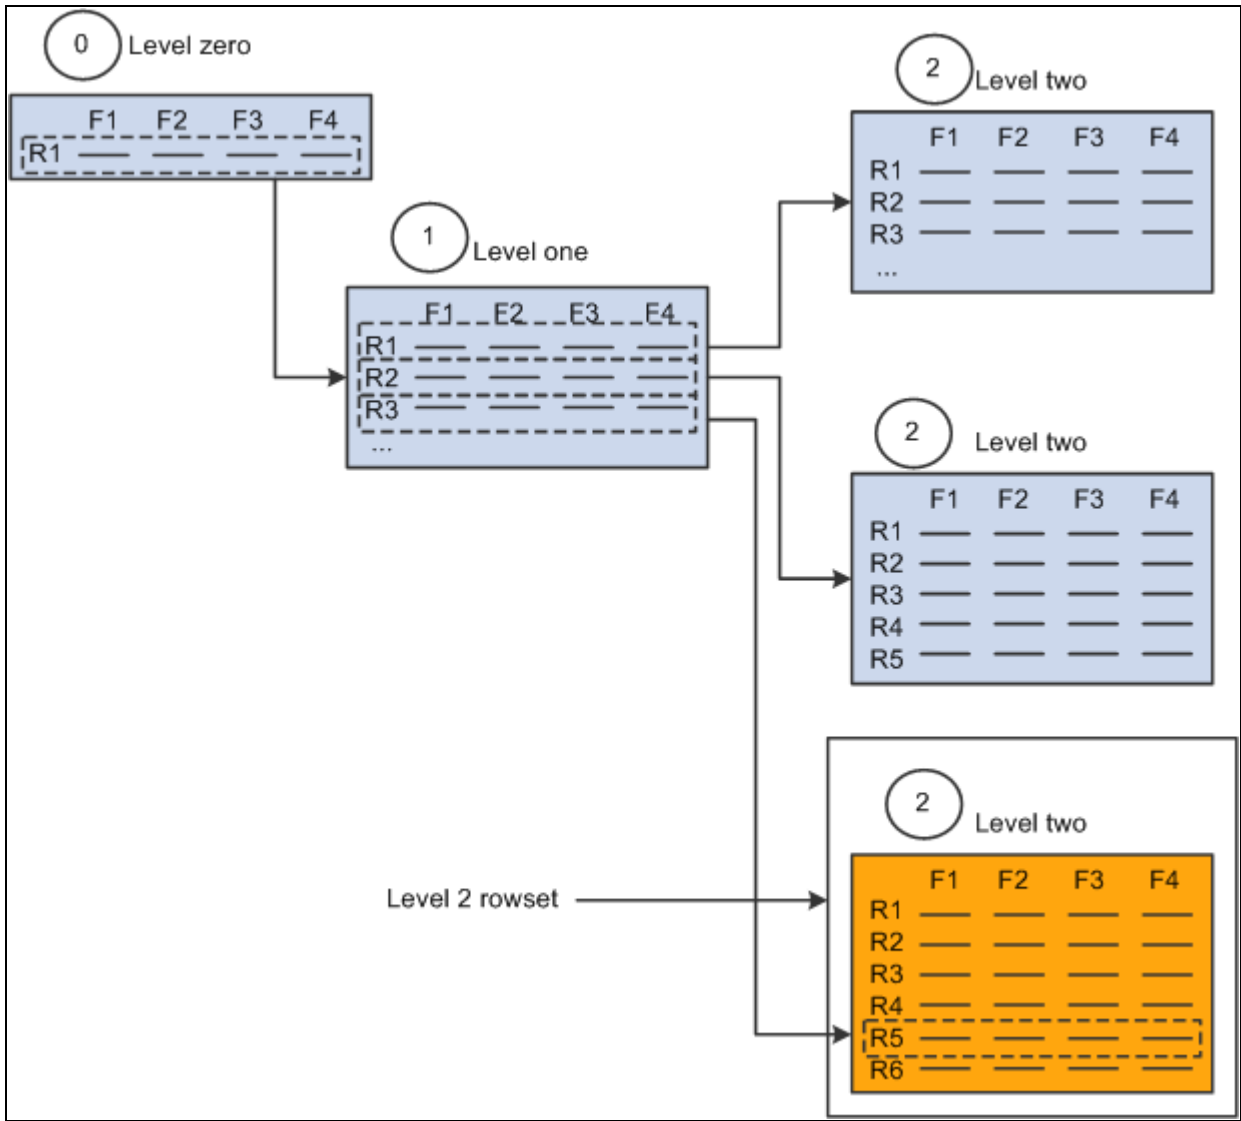 0 Level zero
F1 F2 F3 F4
R1
1 Level one
F1 F2 F3 F4
R1
R2
R3
...
2 Level two
F1 F2 F3 F4
R1
R2
R3
...
2 Level two
F1 F2 F3 F4
R1
R2
R3
R4
R5
Level 2 rowset
2 Level two
F1 F2 F3 F4
R1
R2
R3
R4
R5
R6